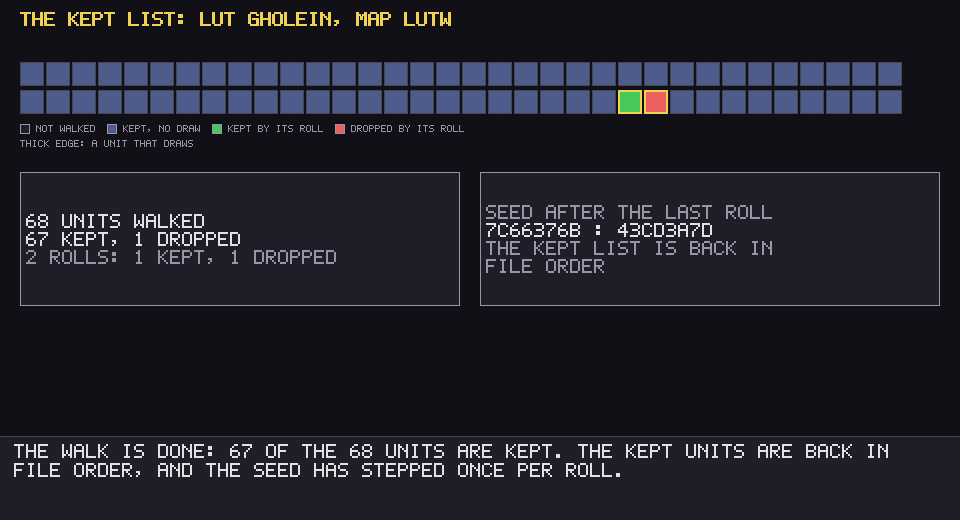 THE KEPT LIST: LUT GHOLEIN, MAP LUTW
NOT WALKED
KEPT, NO DRAW
KEPT BY ITS ROLL
DROPPED BY ITS ROLL
THICK EDGE: A UNIT THAT DRAWS
68 UNITS WALKED
67 KEPT, 1 DROPPED
2 ROLLS: 1 KEPT, 1 DROPPED
SEED AFTER THE LAST ROLL
7C66376B : 43CD3A7D
THE KEPT LIST IS BACK IN
FILE ORDER
THE WALK IS DONE: 67 OF THE 68 UNITS ARE KEPT. THE KEPT UNITS ARE BACK IN
FILE ORDER, AND THE SEED HAS STEPPED ONCE PER ROLL.